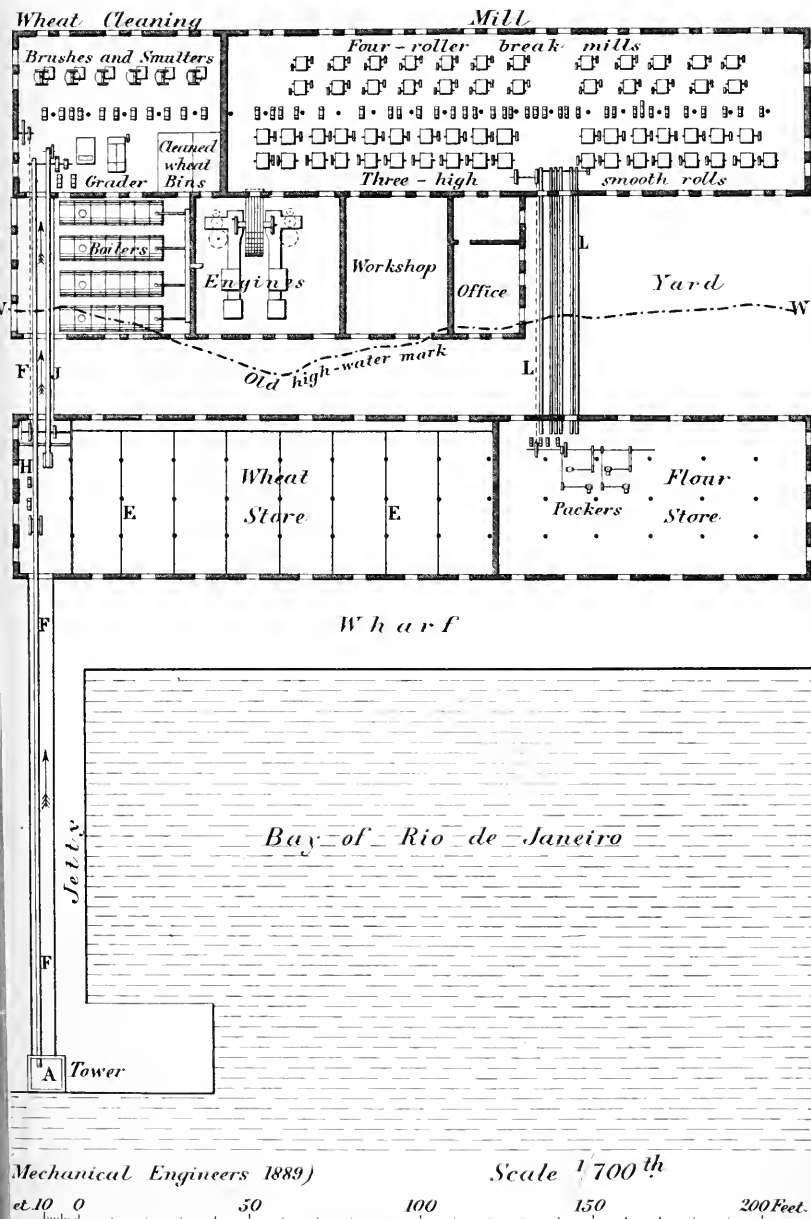 Wheat Cleaning
Mill
Brushes and Smutters
Four-roller break mills
Cleaned
wheat
Bins
Grader
Three-high smooth rolls
Boilers
Engines
Workshop
Office
Yard
L
W
W
Old high-water mark
F
J
L
H
Wheat
Store
E
E
Flour
Store
Packers
F
Wharf
Jetty
Bay of Rio de Janeiro
F
A
Tower
Mechanical Engineers 1889)
Scale 1/700th
et.10 0 50 100 150 200 Feet.